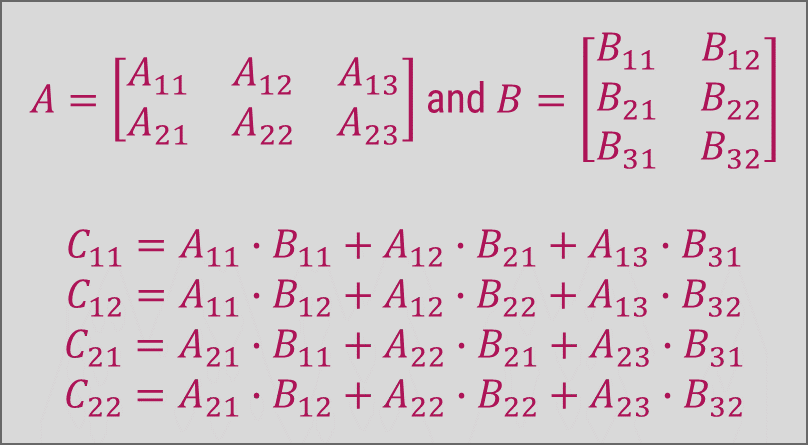 A = [A₁₁ A₁₂ A₁₃
A₂₁ A₂₂ A₂₃] and B = [B₁₁ B₁₂
B₂₁ B₂₂
B₃₁ B₃₂]
C₁₁ = A₁₁ · B₁₁ + A₁₂ · B₂₁ + A₁₃ · B₃₁
C₁₂ = A₁₁ · B₁₂ + A₁₂ · B₂₂ + A₁₃ · B₃₂
C₂₁ = A₂₁ · B₁₁ + A₂₂ · B₂₁ + A₂₃ · B₃₁
C₂₂ = A₂₁ · B₁₂ + A₂₂ · B₂₂ + A₂₃ · B₃₂